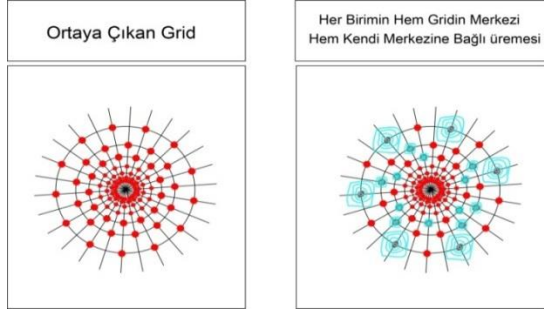 Ortaya Çıkan Grid
Her Birimin Hem Gridin Merkezi
Hem Kendi Merkezine Bağlı üremesi